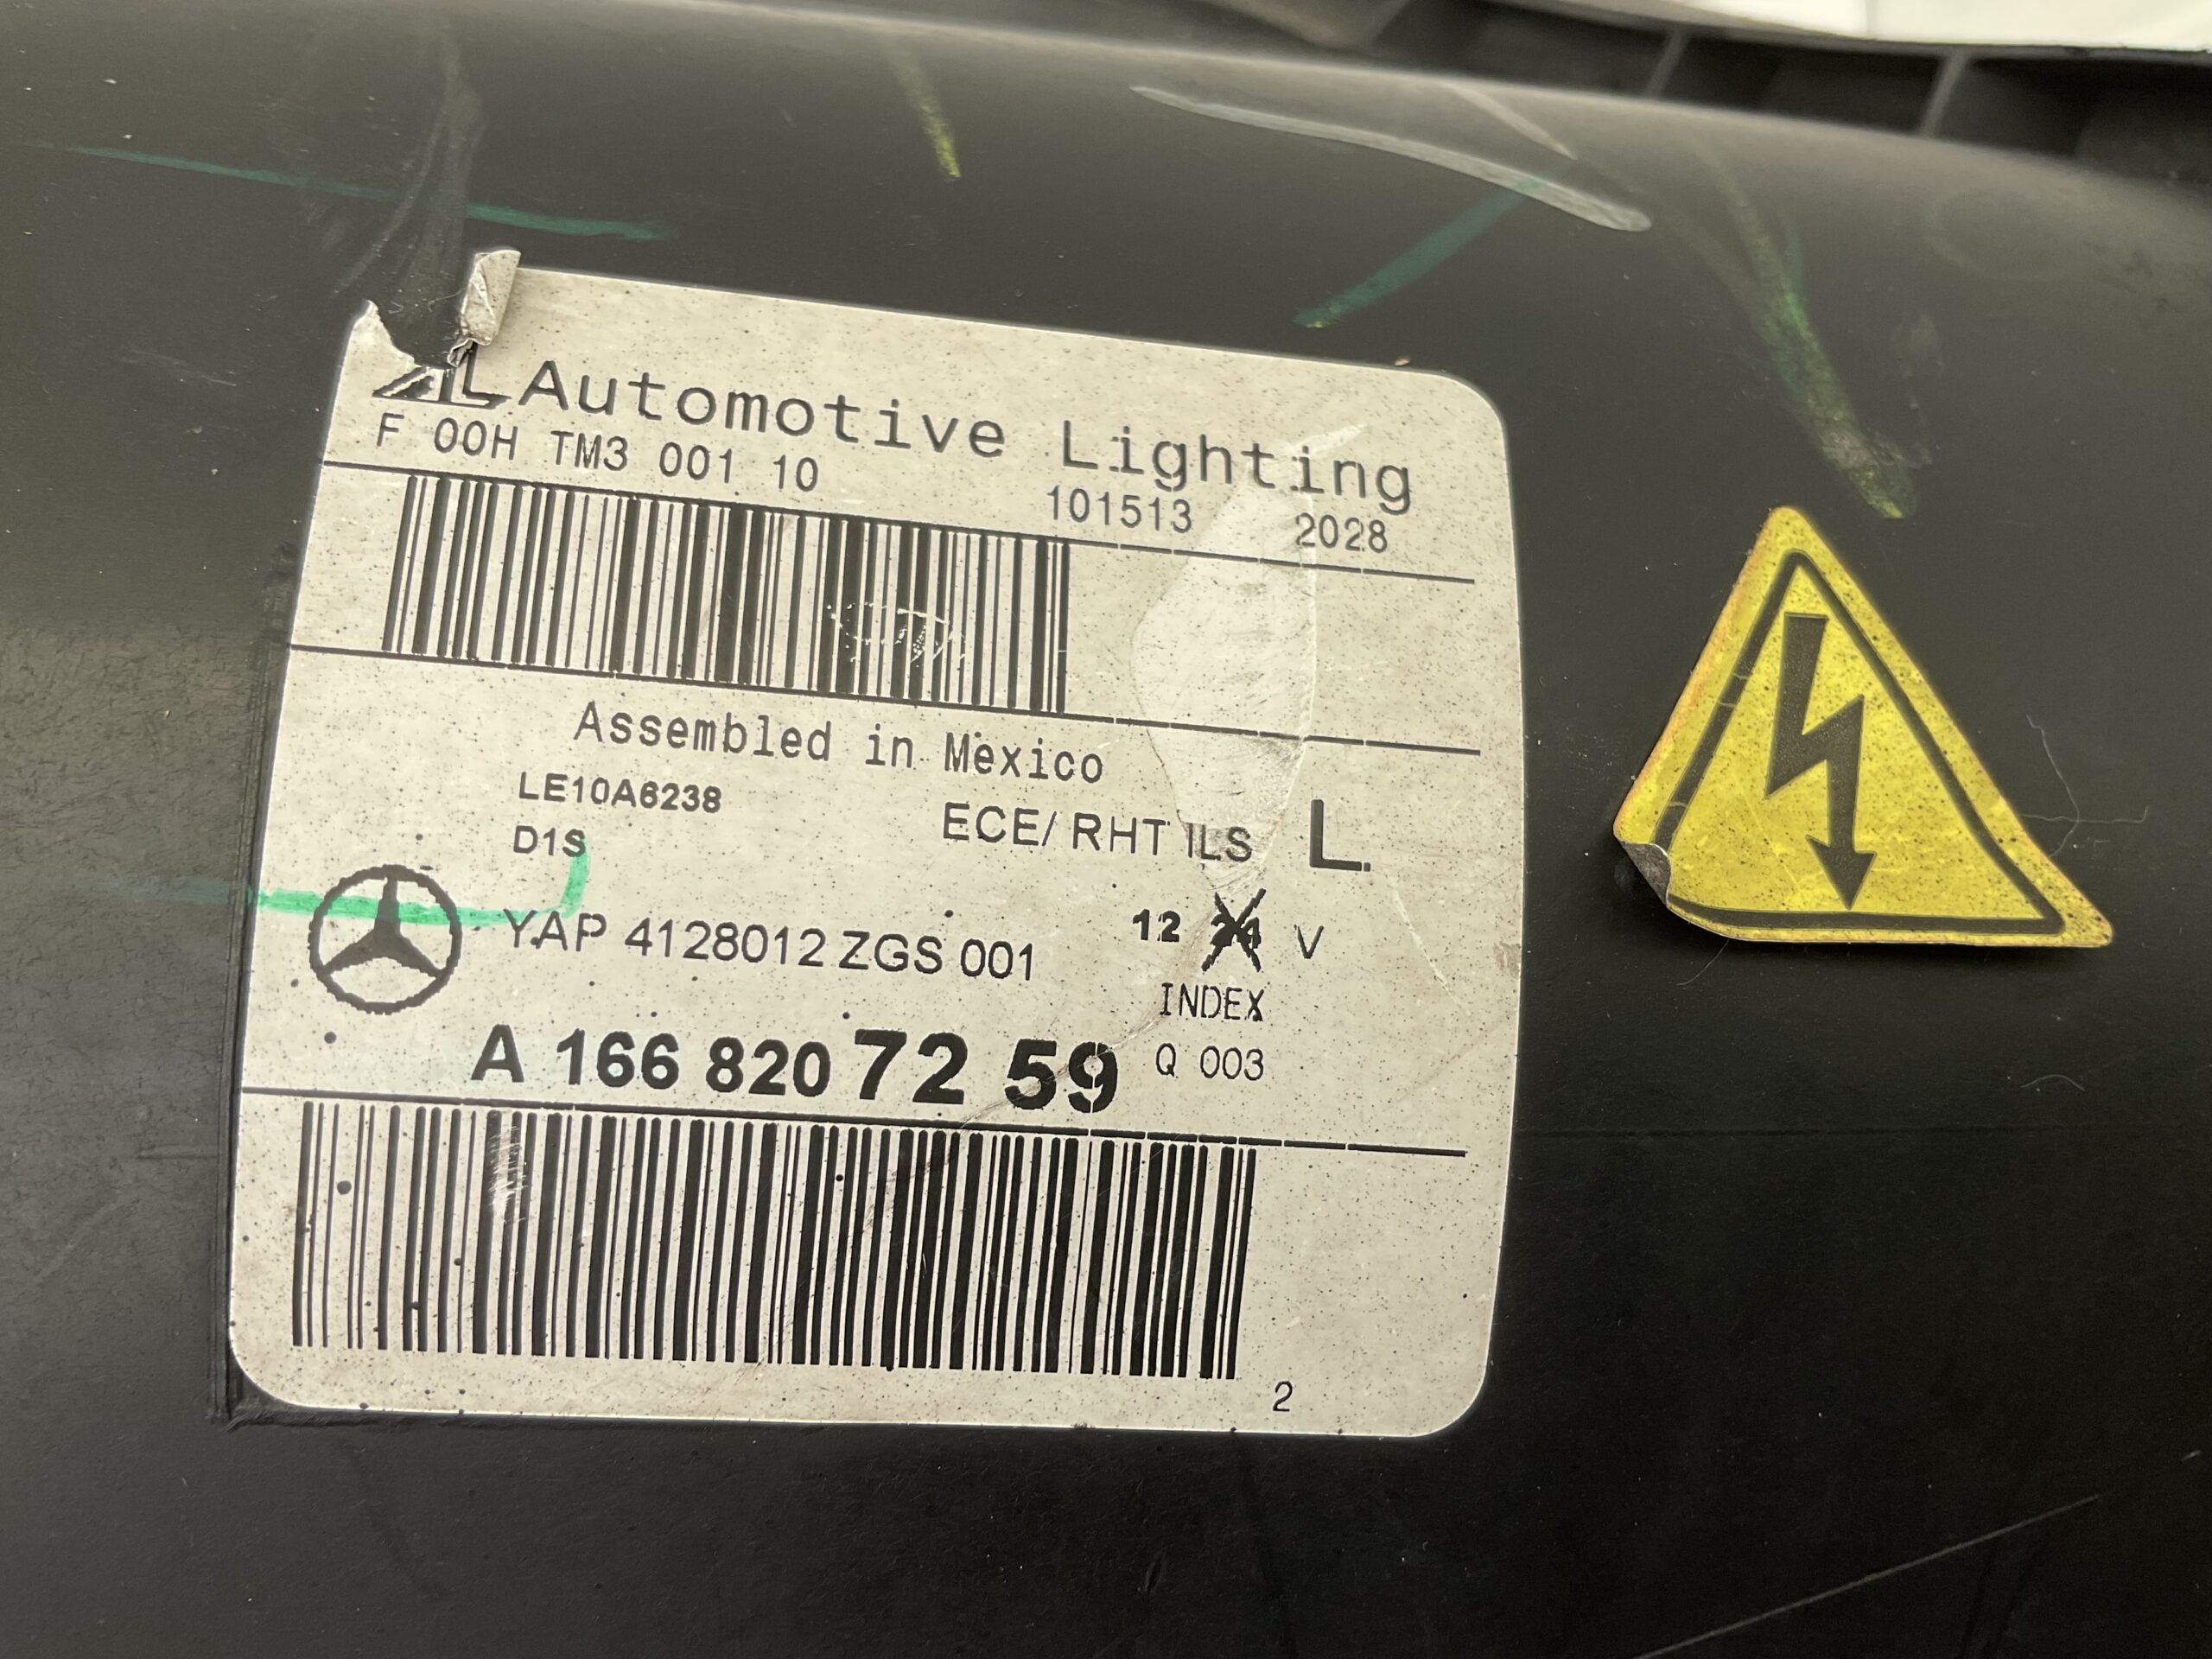 AL Automotive Lighting
F 00H TM3 001 10 101513 2028
Assembled in Mexico
LE10A6238
D1S ECE/ RHT ILS L
YAP 4128012 ZGS 001 12 24 V
INDEX
A 166 820 72 59 Q 003
2